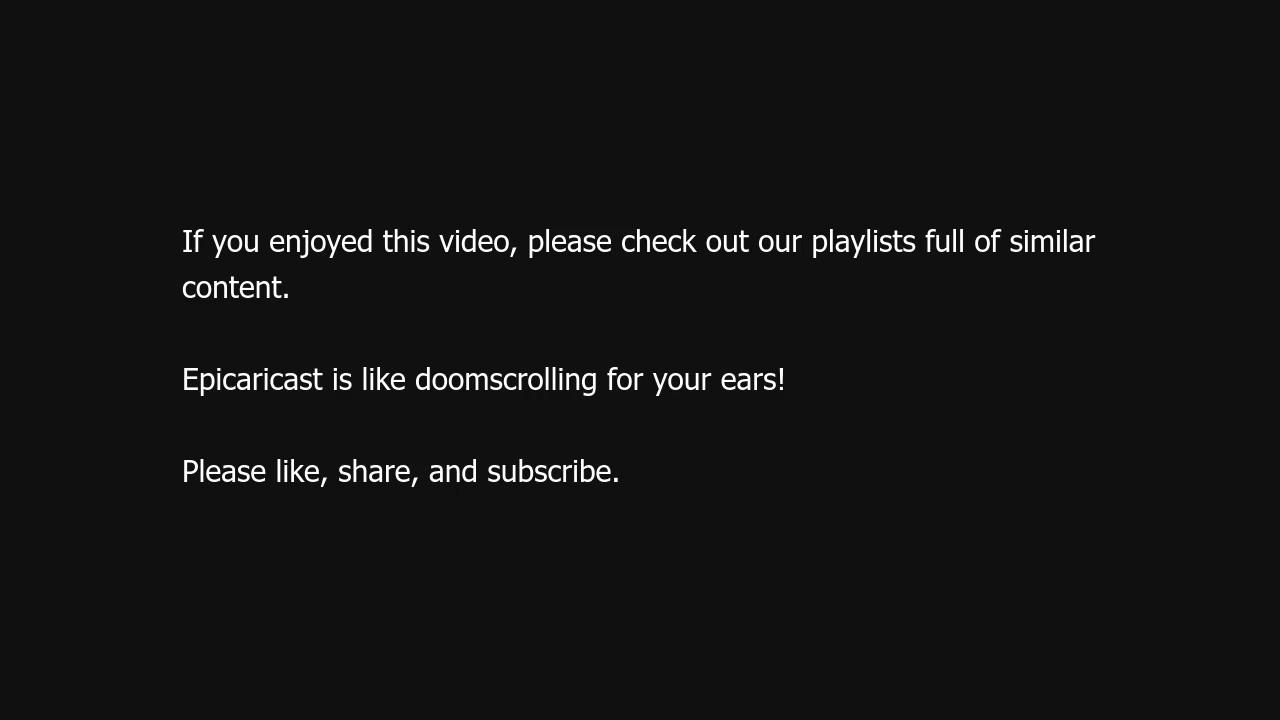 If you enjoyed this video, please check out our playlists full of similar
content.
Epicaricast is like doomscrolling for your ears!
Please like, share, and subscribe.